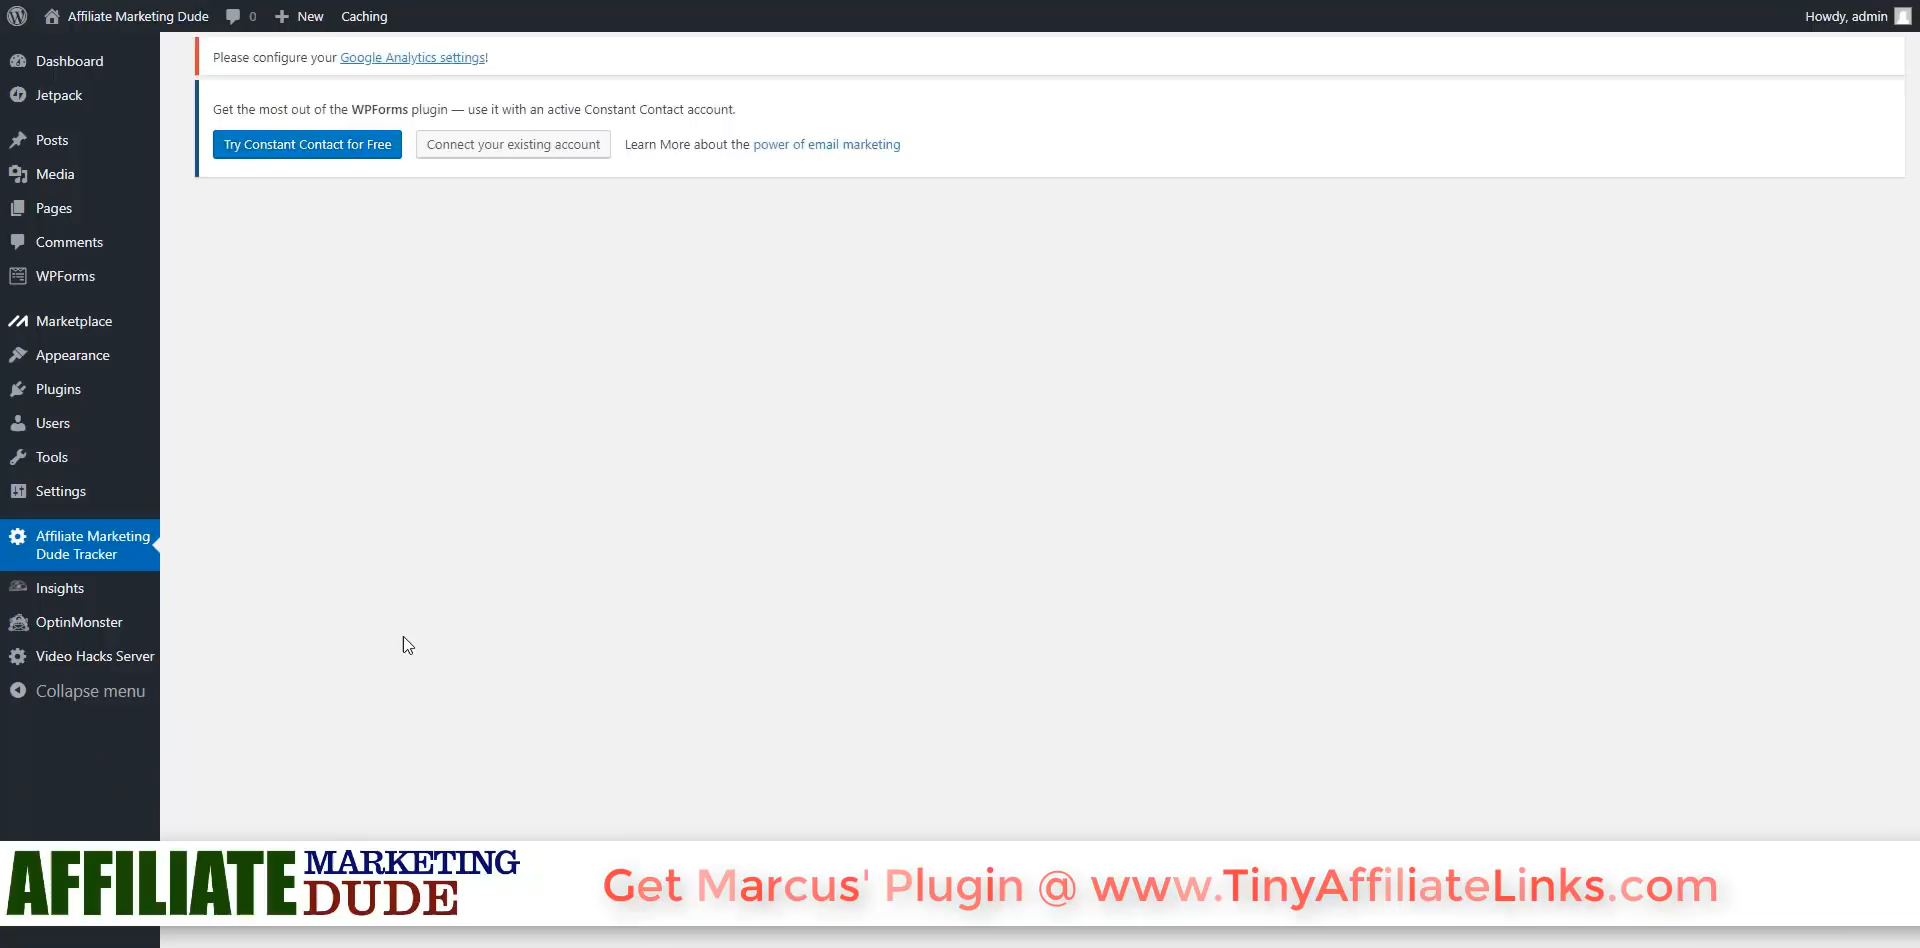 Affiliate Marketing Dude 0 New Caching Howdy, admin
Dashboard
Jetpack
Posts
Media
Pages
Comments
WPForms
Marketplace
Appearance
Plugins
Users
Tools
Settings
Affiliate Marketing
Dude Tracker
Insights
OptinMonster
Video Hacks Server
Collapse menu
Please configure your Google Analytics settings!
Get the most out of the WPForms plugin — use it with an active Constant Contact account.
Try Constant Contact for Free Connect your existing account Learn More about the power of email marketing
AFFILIATE MARKETING DUDE
Get Marcus' Plugin @ www.TinyAffiliateLinks.com